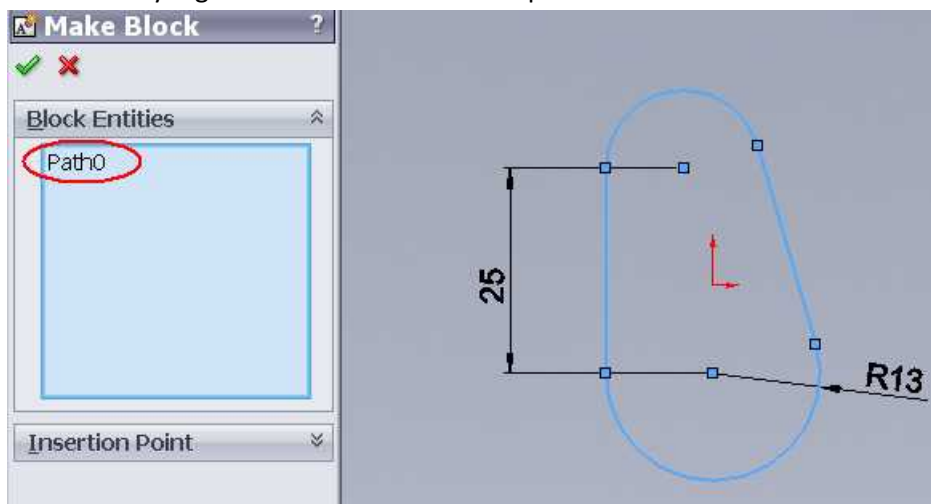 Make Block ?
Block Entities
Path0
Insertion Point
25
R13